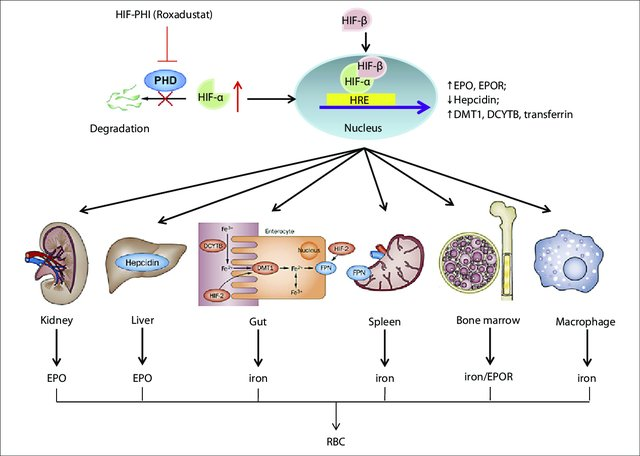 HIF-PHI (Roxadustat)
HIF-β
PHD
HIF-β
HIF-α
HIF-α
HRE
Degradation
Nucleus
↑EPO, EPOR;
↓Hepcidin;
↑DMT1, DCYTB, transferrin
Fe³⁺
Enterocyte
DCYTB
Nucleus
HIF-2
Hepcidin
Fe²⁺
DMT1
Fe²⁺
FPN
FPN
HIF-2
Fe³⁺
Kidney
Liver
Gut
Spleen
Bone marrow
Macrophage
EPO
EPO
iron
iron
iron/EPOR
iron
RBC